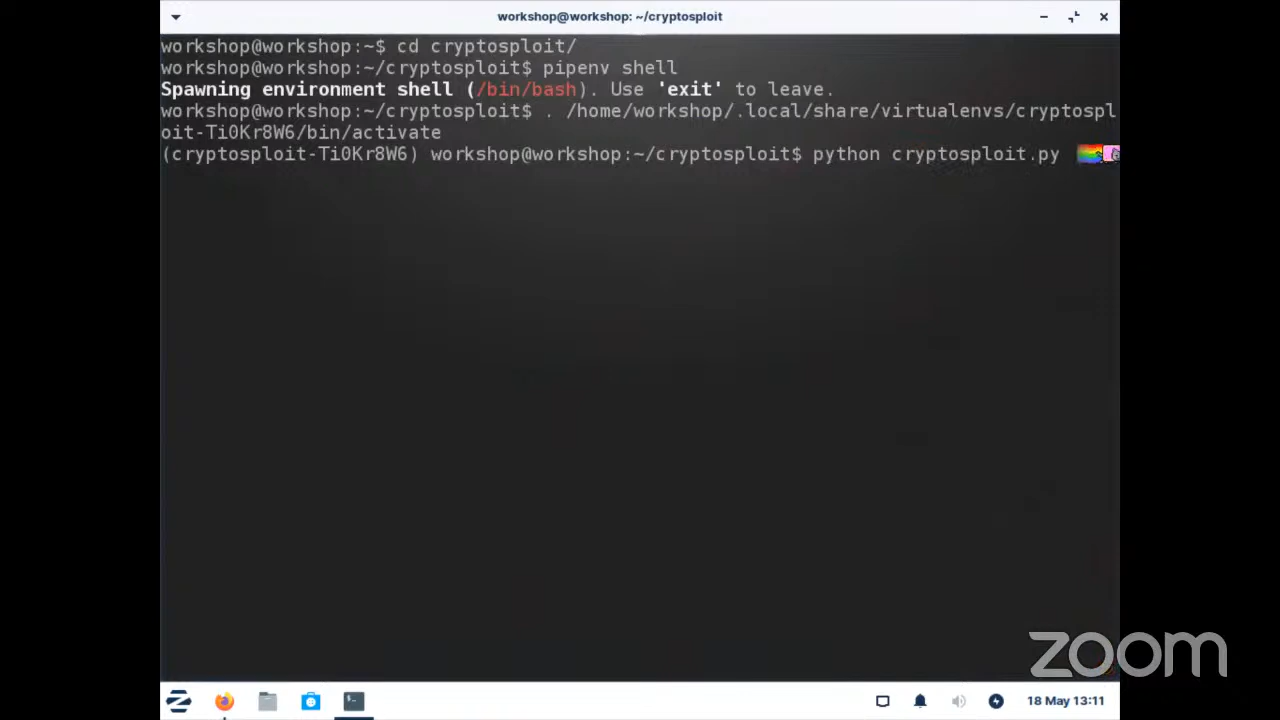 workshop@workshop: ~/cryptosploit
workshop@workshop:~$ cd cryptosploit/
workshop@workshop:~/cryptosploit$ pipenv shell
Spawning environment shell (/bin/bash). Use 'exit' to leave.
workshop@workshop:~/cryptosploit$ . /home/workshop/.local/share/virtualenvs/cryptospl
oit-Ti0Kr8W6/bin/activate
(cryptosploit-Ti0Kr8W6) workshop@workshop:~/cryptosploit$ python cryptosploit.py
zoom
18 May 13:11